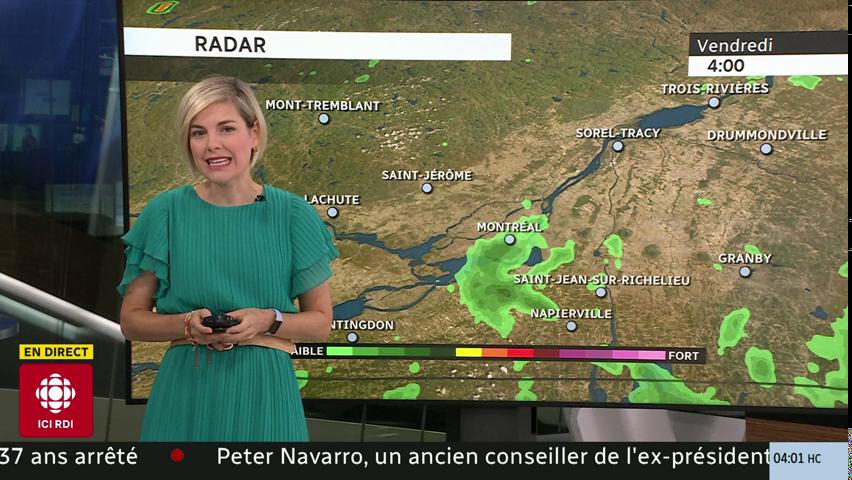 RADAR
Vendredi
4:00
MONT-TREMBLANT
TROIS-RIVIÈRES
SOREL-TRACY
DRUMMONDVILLE
SAINT-JÉRÔME
LACHUTE
MONTRÉAL
GRANBY
SAINT-JEAN-SUR-RICHELIEU
NAPIERVILLE
NTINGDON
AIBLE
FORT
EN DIRECT
ICI RDI
37 ans arrêté
Peter Navarro, un ancien conseiller de l'ex-président
04:01 HC